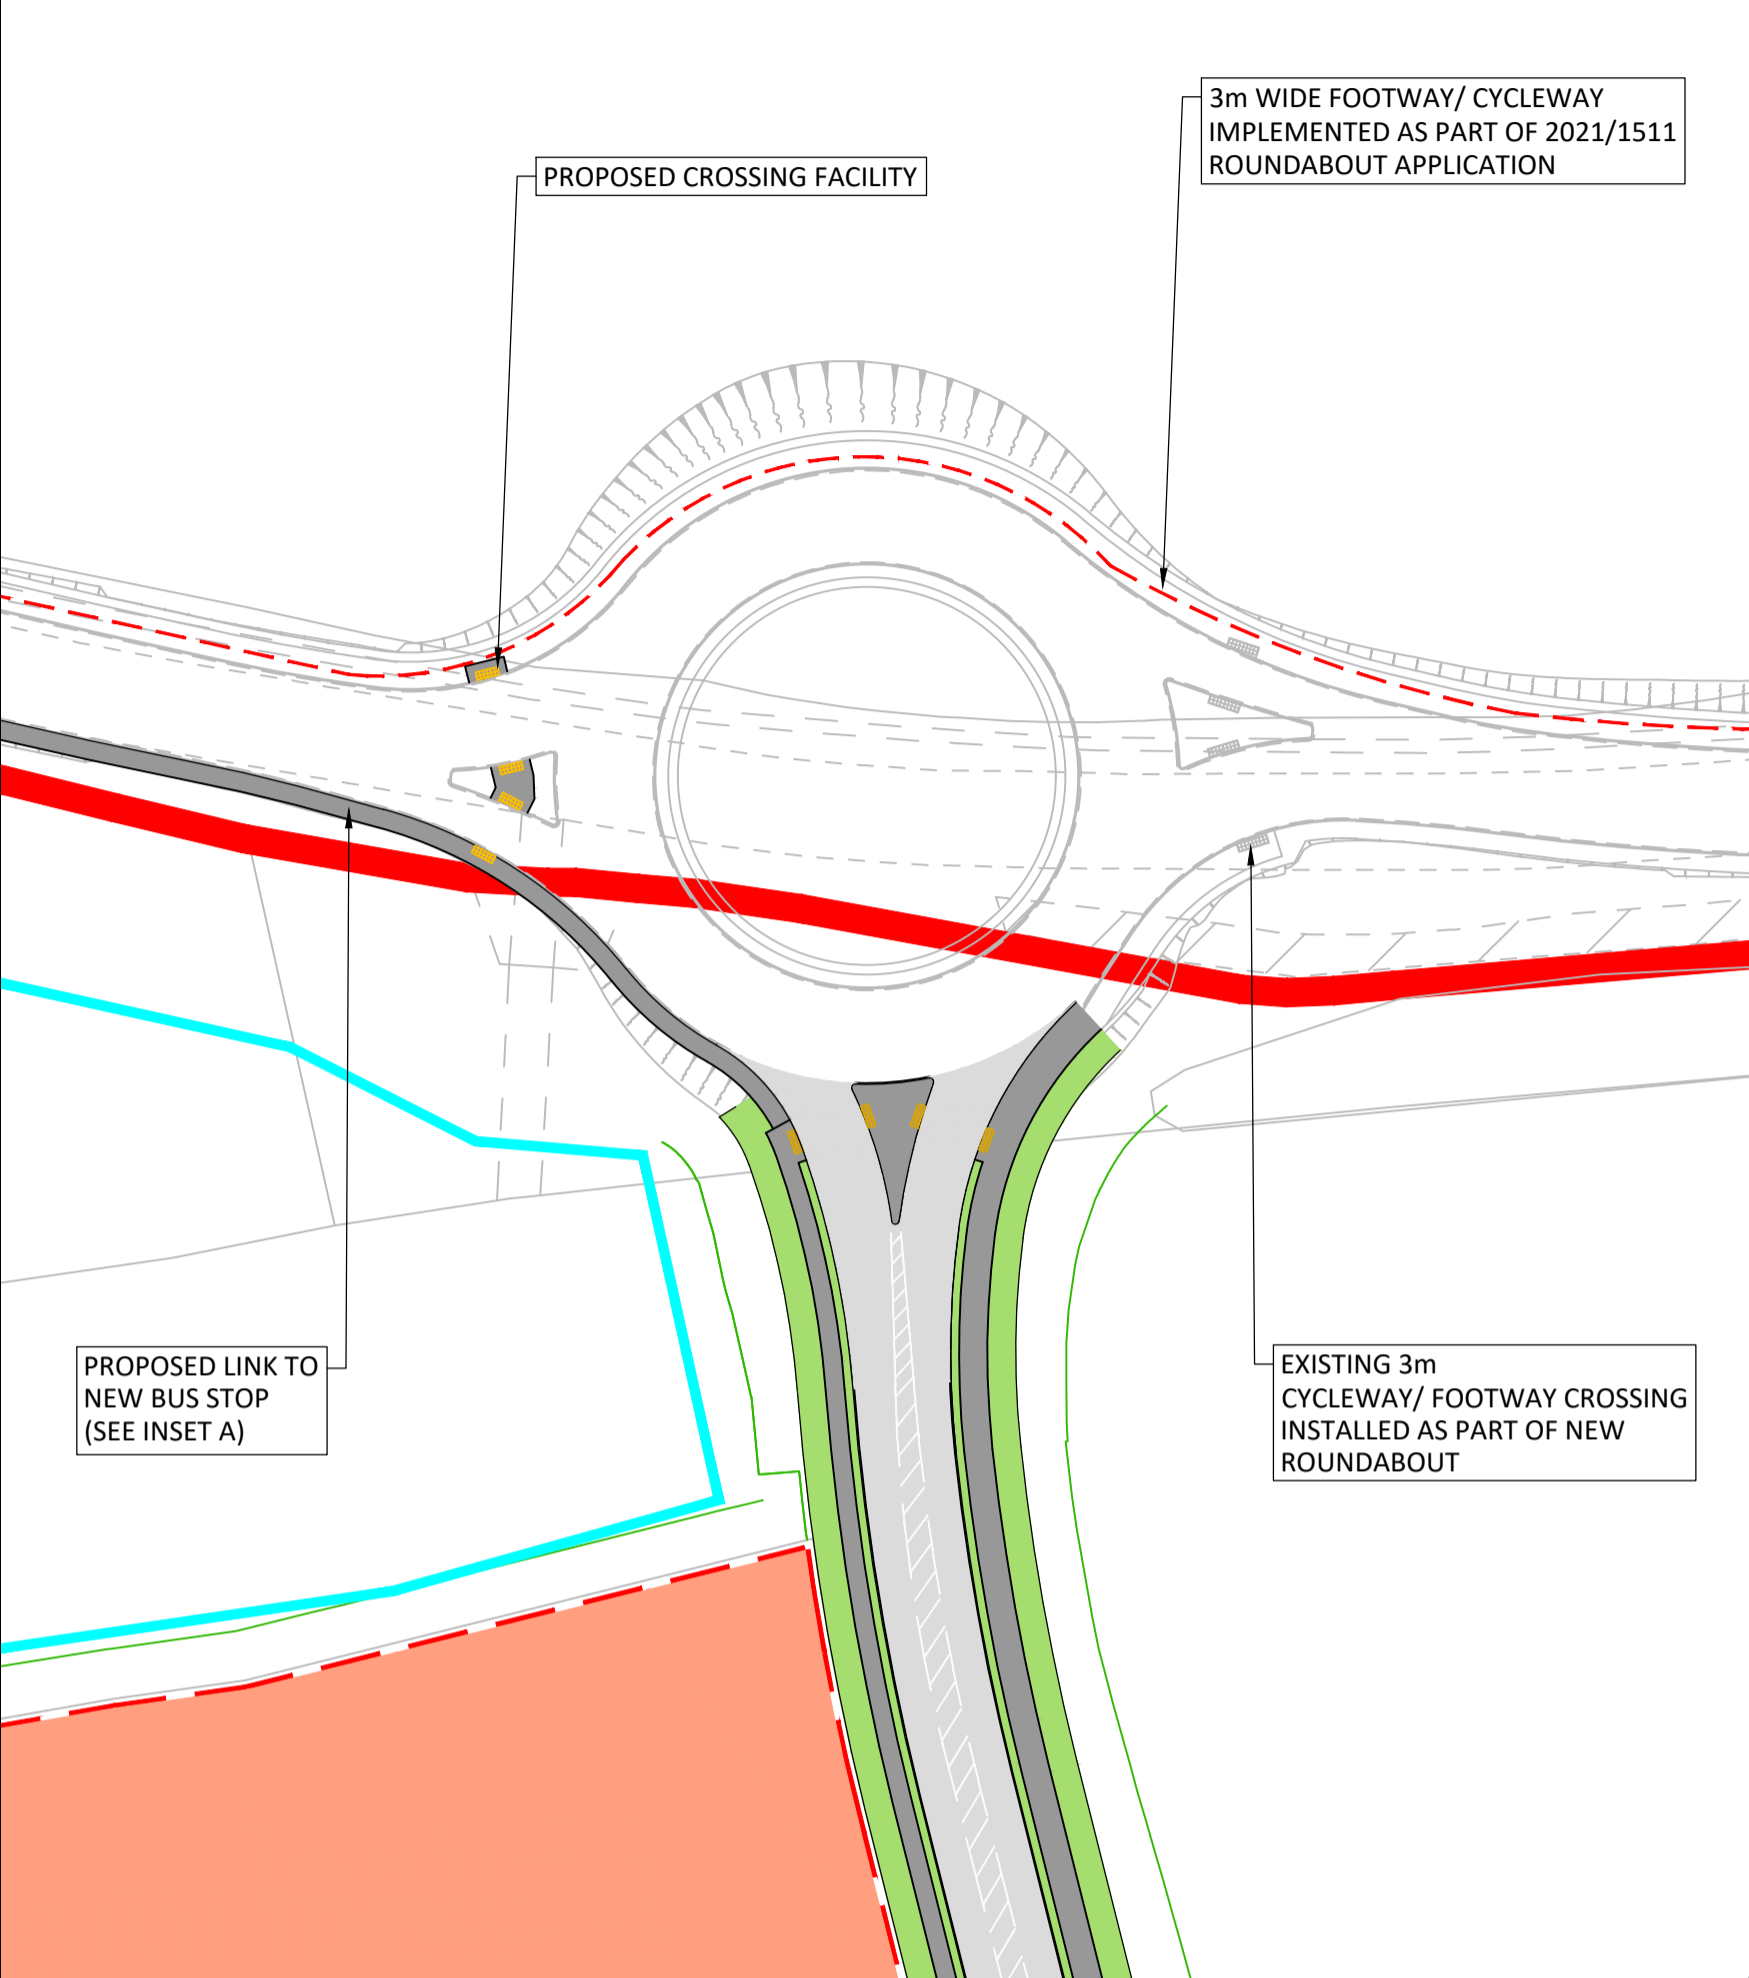 3m WIDE FOOTWAY/ CYCLEWAY
IMPLEMENTED AS PART OF 2021/1511
ROUNDABOUT APPLICATION
PROPOSED CROSSING FACILITY
PROPOSED LINK TO
NEW BUS STOP
(SEE INSET A)
EXISTING 3m
CYCLEWAY/ FOOTWAY CROSSING
INSTALLED AS PART OF NEW
ROUNDABOUT